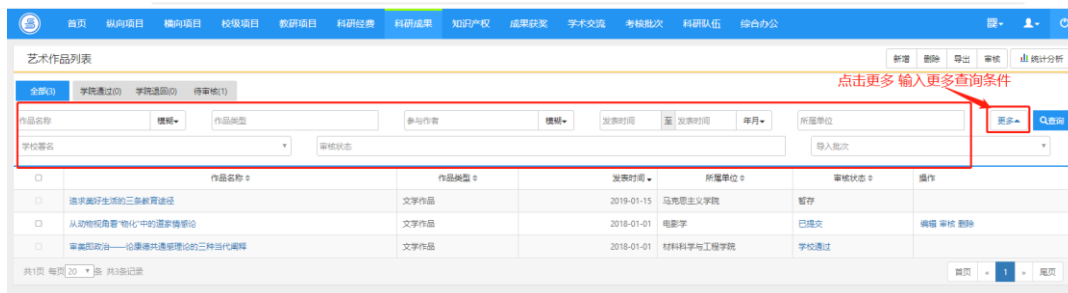 首页 纵向项目 横向项目 校级项目 教研项目 科研经费 科研成果 知识产权 成果获奖 学术交流 考核批次 科研队伍 综合办公
艺术作品列表 新增 删除 导出 审核 统计分析
点击更多 输入更多查询条件
全部(3) 学院通过(0) 学院退回(0) 待审核(1)
作品名称 模糊 作品类型 参与作者 模糊 发表时间 至 发表时间 年月 所属单位 更多 查询
学校署名 审核状态 导入批次
作品名称 作品类型 发表时间 所属单位 审核状态 操作
追求美好生活的三条教育途径 文学作品 2019-01-15 马克思主义学院 暂存
从动物视角看“物化”中的道家情感论 文学作品 2018-01-01 电影学 已提交 编辑 审核 删除
审美即政治——论康德共通感理论的三种当代阐释 文学作品 2018-01-01 材料科学与工程学院 学校通过
共1页 每页 20 条 共3条记录 首页 « 1 » 尾页